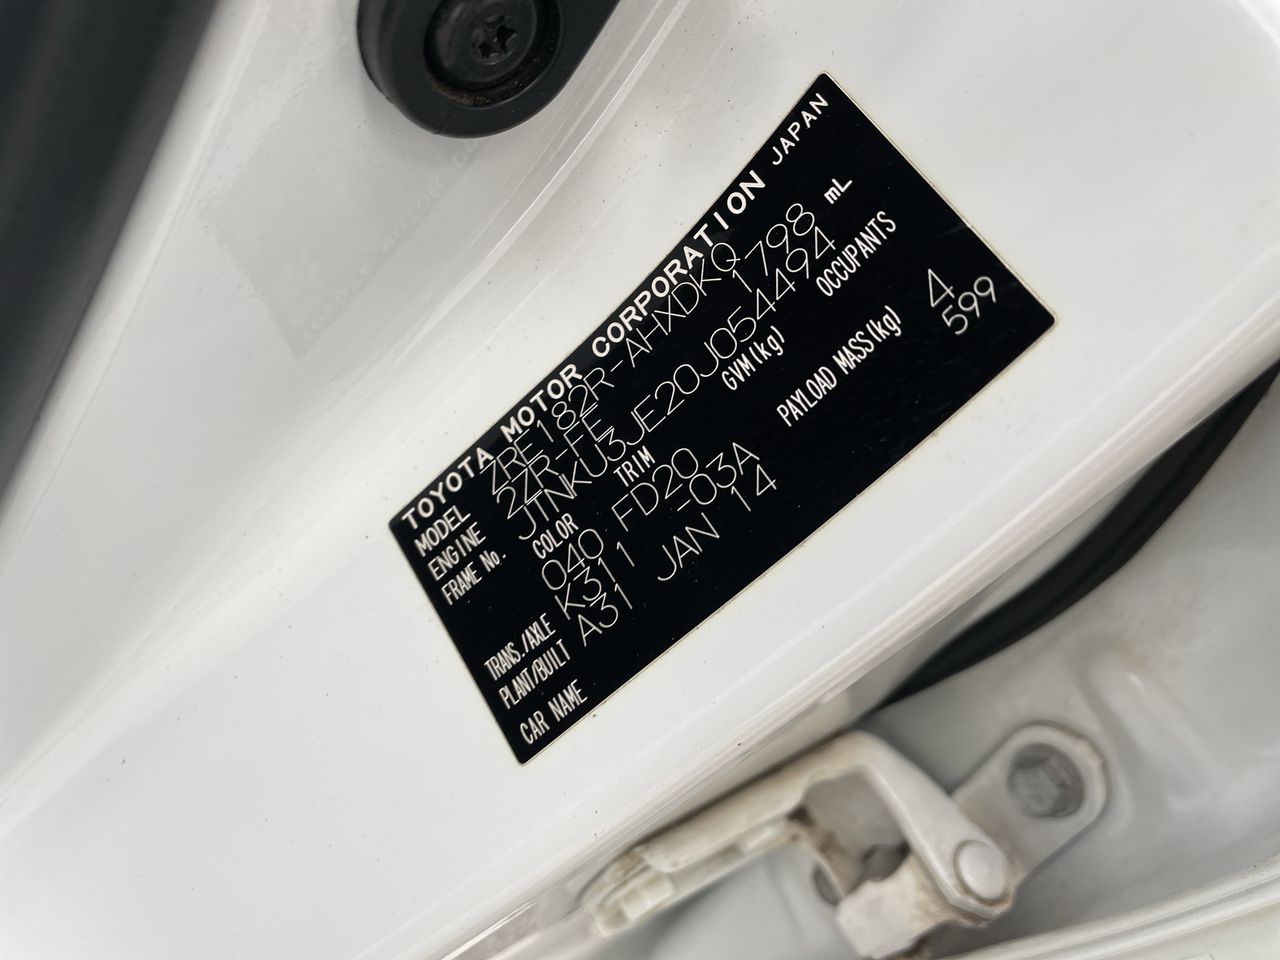 TOYOTA MOTOR CORPORATION JAPAN
MODEL ZRE182R-AHXDKQ
ENGINE 2ZR-FE 1798 mL
FRAME No. JTNKU3JE20J054494
COLOR TRIM GVM(kg) OCCUPANTS
040 FD20 4
TRANS./AXLE K311 -03A PAYLOAD MASS(kg) 599
PLANT/BUILT A31 JAN 14
CAR NAME